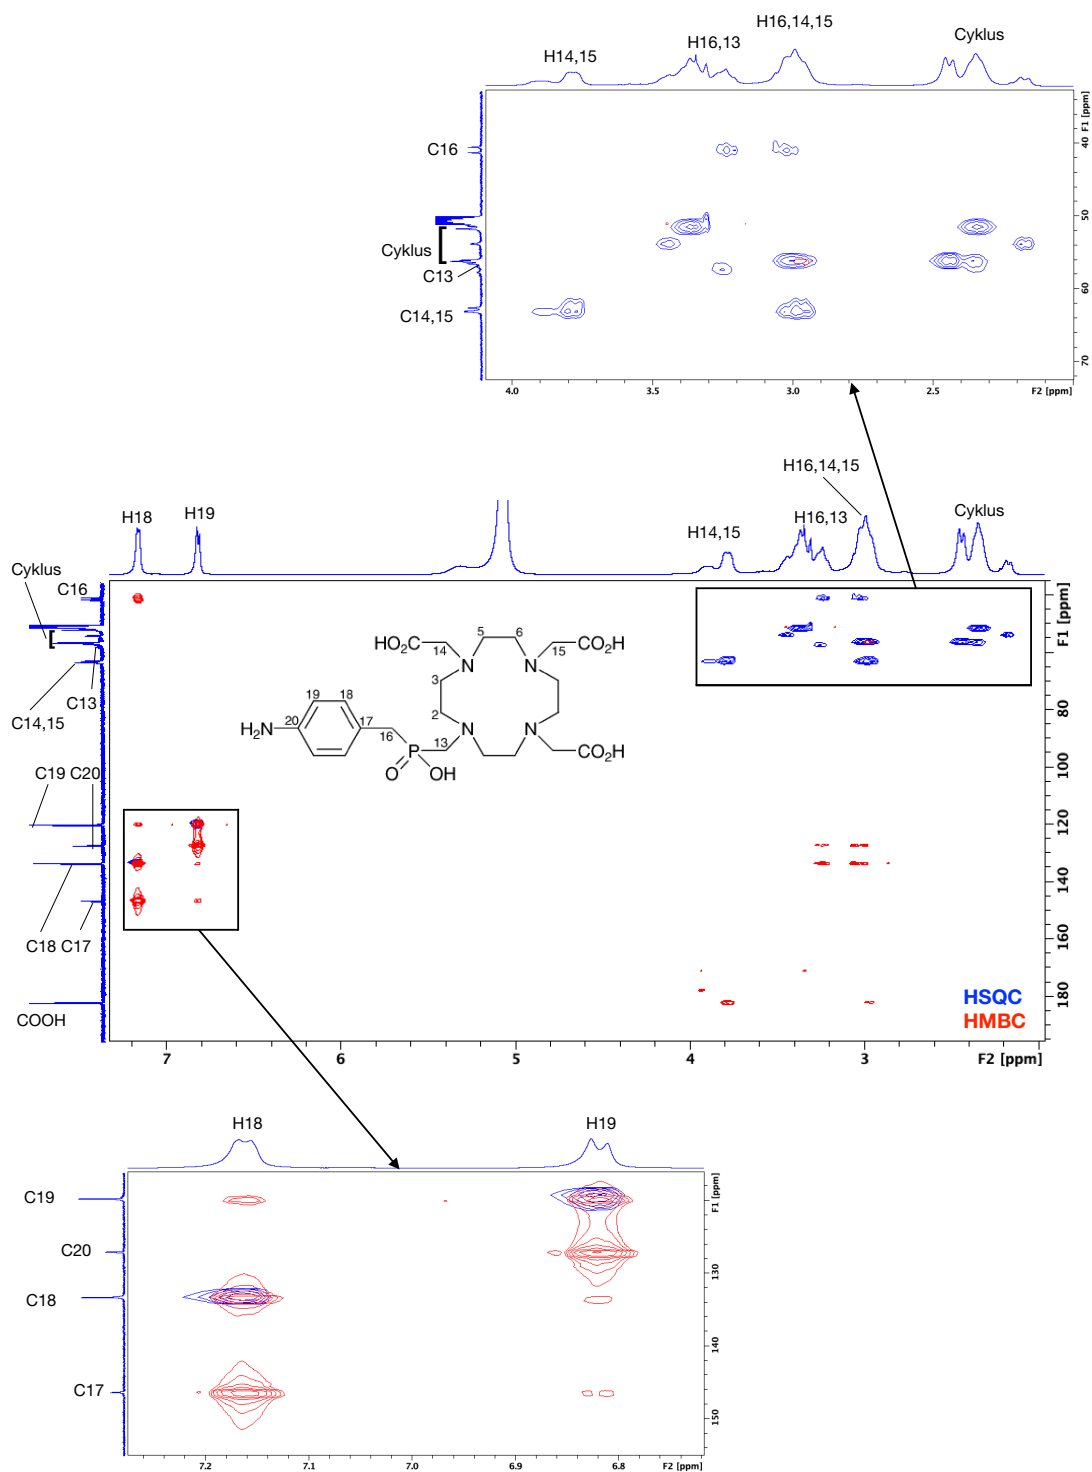 H16,14,15
H14,15
H16,13
Cyklus
C16
Cyklus
C13
C14,15
40
50
60
70
F1 [ppm]
4.0
3.5
3.0
2.5
F2 [ppm]
H16,14,15
H18
H19
H14,15
H16,13
Cyklus
Cyklus
C16
C13
C14,15
C19 C20
C18 C17
COOH
HO2C
14
5
6
15
CO2H
N
N
3
2
19
18
H2N
20
17
16
P
13
N
N
O
OH
CO2H
F1 [ppm]
80
100
120
140
160
180
HSQC
HMBC
7
6
5
4
3
F2 [ppm]
H18
H19
C19
C20
C18
C17
F1 [ppm]
130
140
150
7.2
7.1
7.0
6.9
6.8
F2 [ppm]